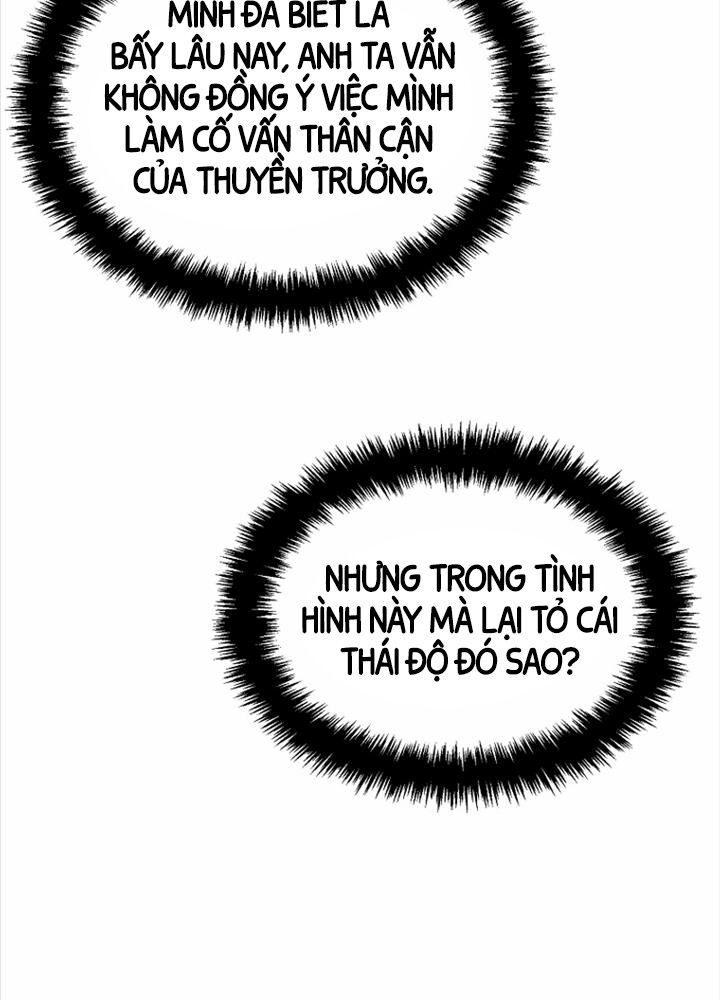 MÌNH ĐÃ BIẾT LÀ
BẤY LÂU NAY, ANH TA VẪN
KHÔNG ĐỒNG Ý VIỆC MÌNH
LÀM CỐ VẤN THÂN CẬN
CỦA THUYỀN TRƯỞNG.
NHƯNG TRONG TÌNH
HÌNH NÀY MÀ LẠI TỎ CÁI
THÁI ĐỘ ĐÓ SAO?